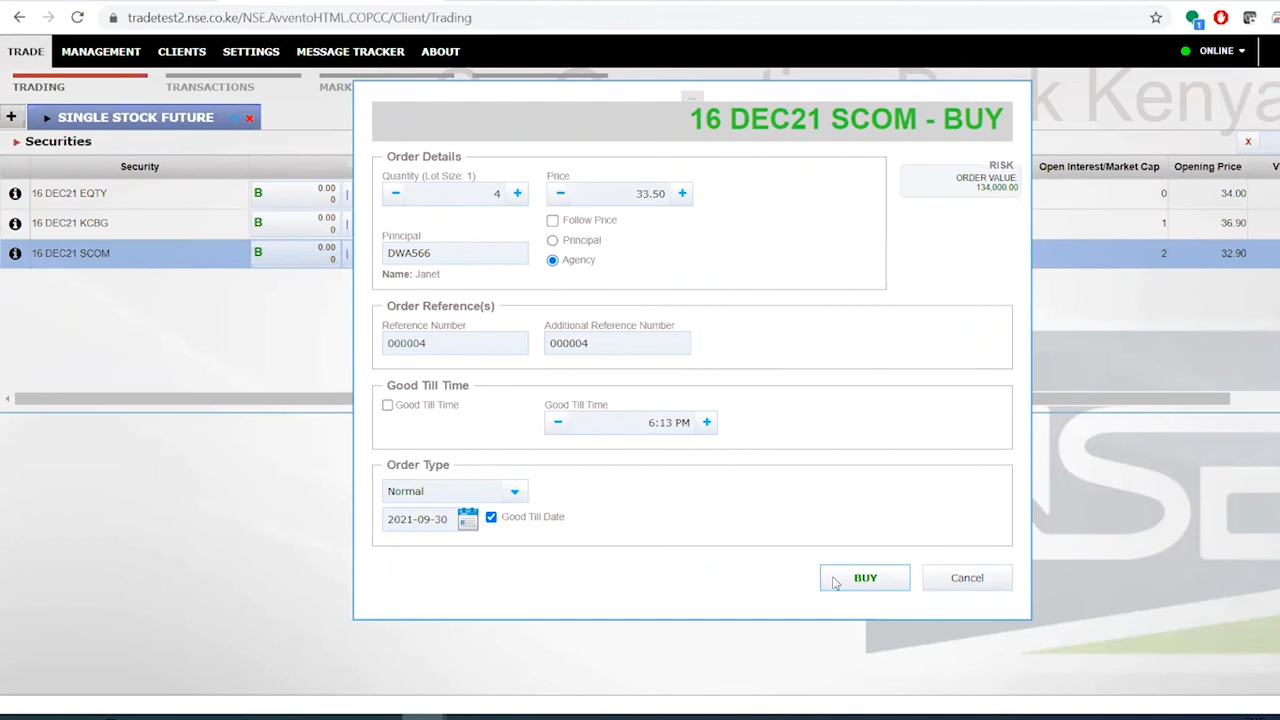 tradetest2.nse.co.ke/NSE.AvventoHTML.COPCC/Client/Trading
1
TRADE MANAGEMENT CLIENTS SETTINGS MESSAGE TRACKER ABOUT ONLINE
TRADING TRANSACTIONS MARK
Kenya
+ SINGLE STOCK FUTURE x
Securities x
Security Open Interest/Market Cap Opening Price V
16 DEC21 EQTY B 0.00 0 0 34.00
16 DEC21 KCBG B 0.00 0 1 36.90
16 DEC21 SCOM B 0.00 0 2 32.90
...
16 DEC21 SCOM - BUY
Order Details
Quantity (Lot Size: 1) Price
− 4 + − 33.50 +
RISK
ORDER VALUE:
134,000.00
Follow Price
Principal Principal
DWA566
Agency
Name: Janet
Order Reference(s)
Reference Number Additional Reference Number
000004 000004
Good Till Time
Good Till Time Good Till Time
− 6:13 PM +
Order Type
Normal
2021-09-30 Good Till Date
BUY Cancel
NSE